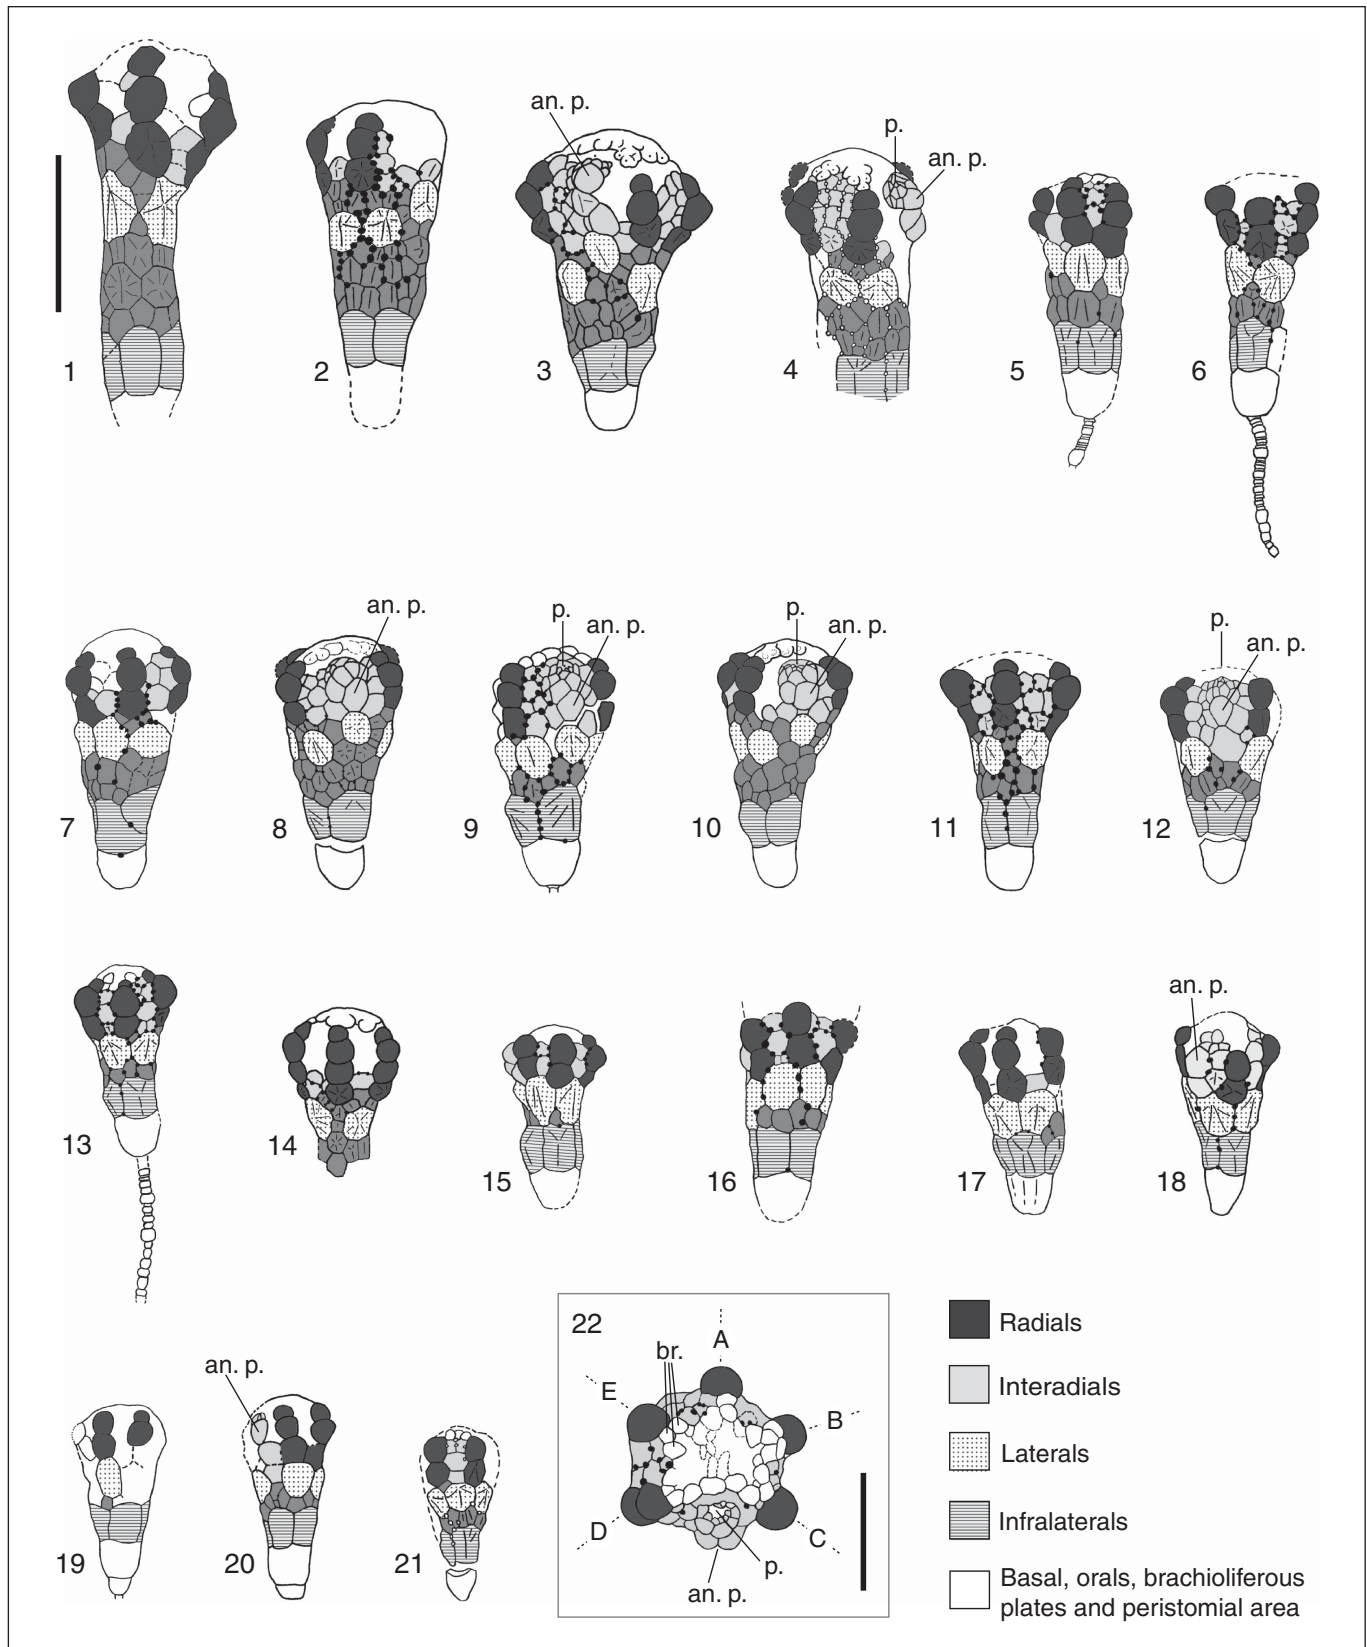 an. p.
p.
an. p.
1
2
3
4
5
6
an. p.
p.
an. p.
p.
an. p.
p.
an. p.
7
8
9
10
11
12
an. p.
13
14
15
16
17
18
22
A
br.
E
B
D
C
p.
an. p.
an. p.
19
20
21
Radials
Interadials
Laterals
Infralaterals
Basal, orals, brachioliferous
plates and peristomial area